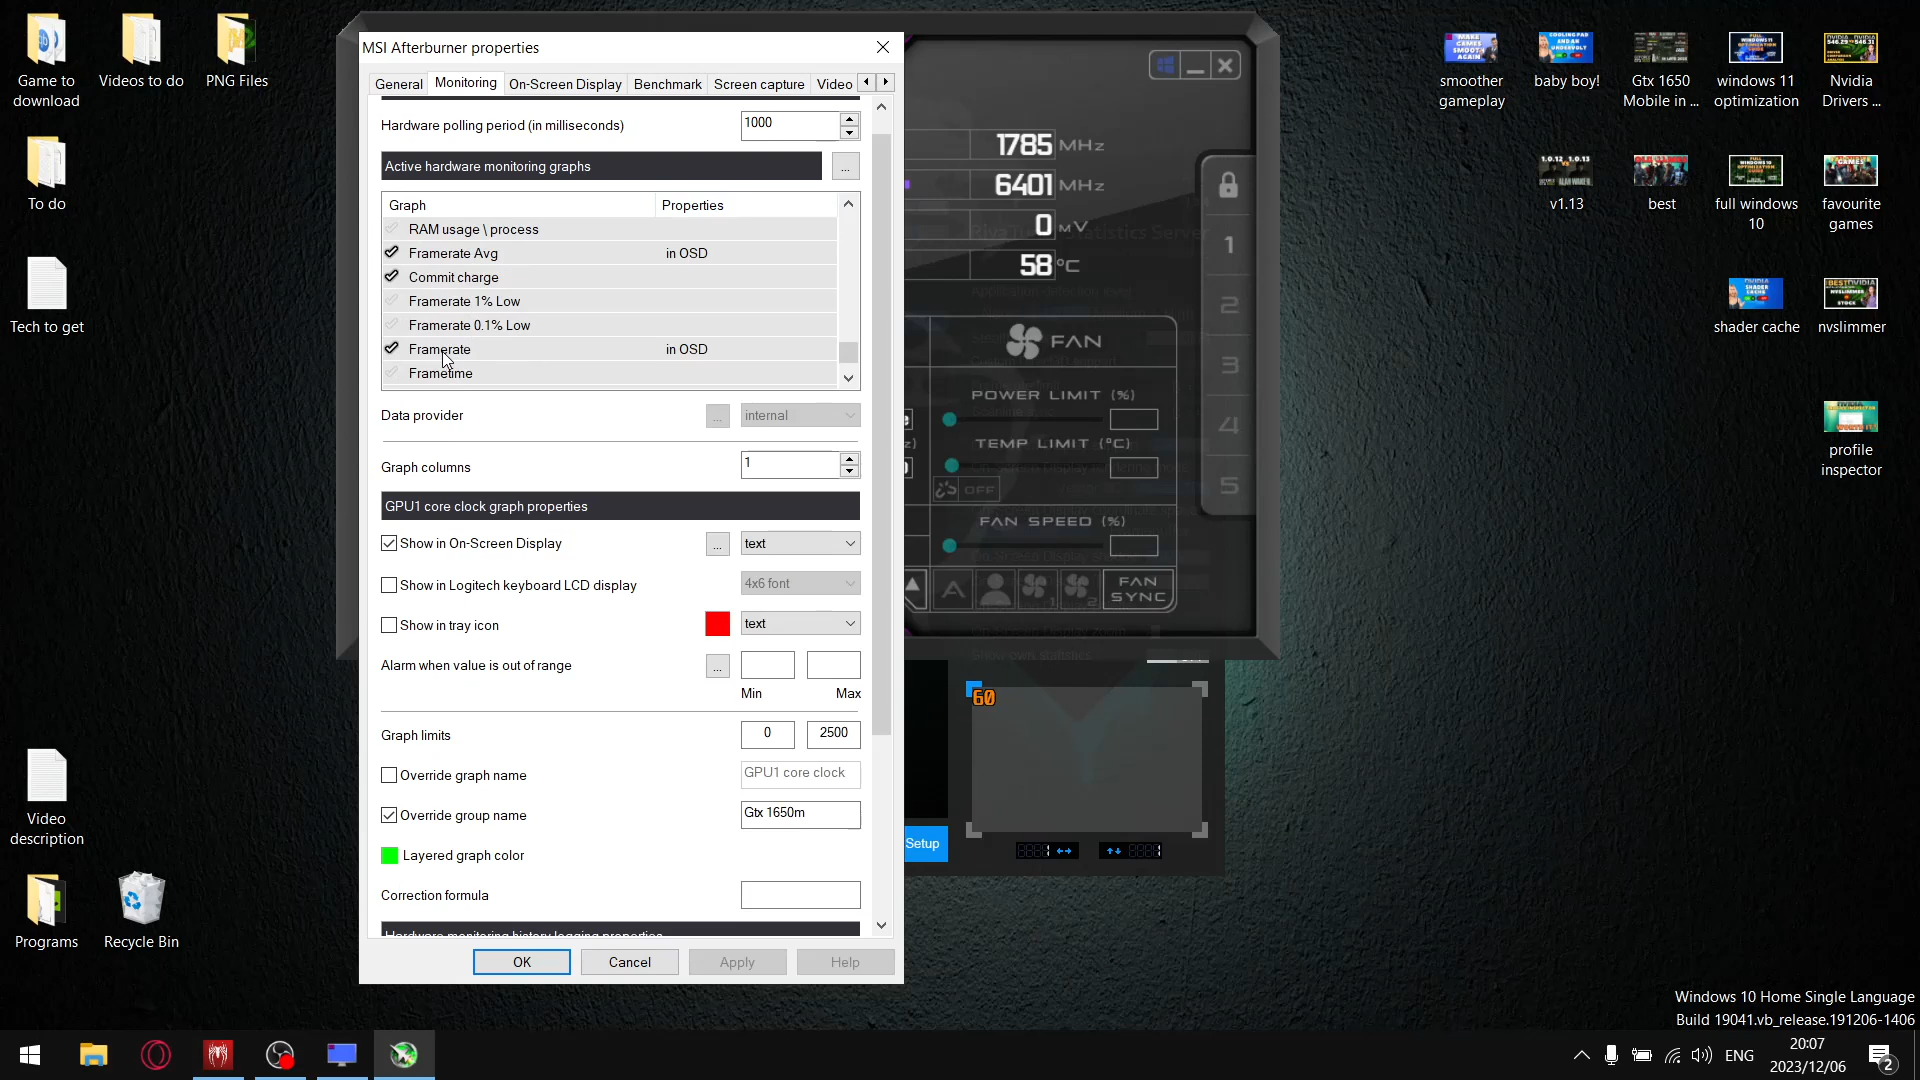 Game to
download
Videos to do
PNG Files
To do
Tech to get
Video
description
Programs
Recycle Bin
MSI Afterburner properties
General
Monitoring
On-Screen Display
Benchmark
Screen capture
Video
Hardware polling period (in milliseconds)
1000
Active hardware monitoring graphs
...
Graph
Properties
RAM usage \ process
Framerate Avg
in OSD
Commit charge
Framerate 1% Low
Framerate 0.1% Low
Framerate
in OSD
Frametime
Data provider
...
internal
Graph columns
1
GPU1 core clock graph properties
Show in On-Screen Display
...
text
Show in Logitech keyboard LCD display
4x6 font
Show in tray icon
text
Alarm when value is out of range
...
Min
Max
Graph limits
0
2500
Override graph name
GPU1 core clock
Override group name
Gtx 1650m
Layered graph color
Correction formula
Hardware monitoring history logging properties
OK
Cancel
Apply
Help
1785 MHz
6401 MHz
0 mV
58 °C
FAN
POWER LIMIT (%)
TEMP LIMIT (°C)
OFF
FAN SPEED (%)
A
1
2
FAN
SYNC
1
2
3
4
5
Show own statistics
60
Setup
smoother
gameplay
baby boy!
Gtx 1650
Mobile in ...
windows 11
optimization
Nvidia
Drivers ...
v1.13
best
full windows
10
favourite
games
shader cache
nvslimmer
profile
inspector
Windows 10 Home Single Language
Build 19041.vb_release.191206-1406
ENG
20:07
2023/12/06
2